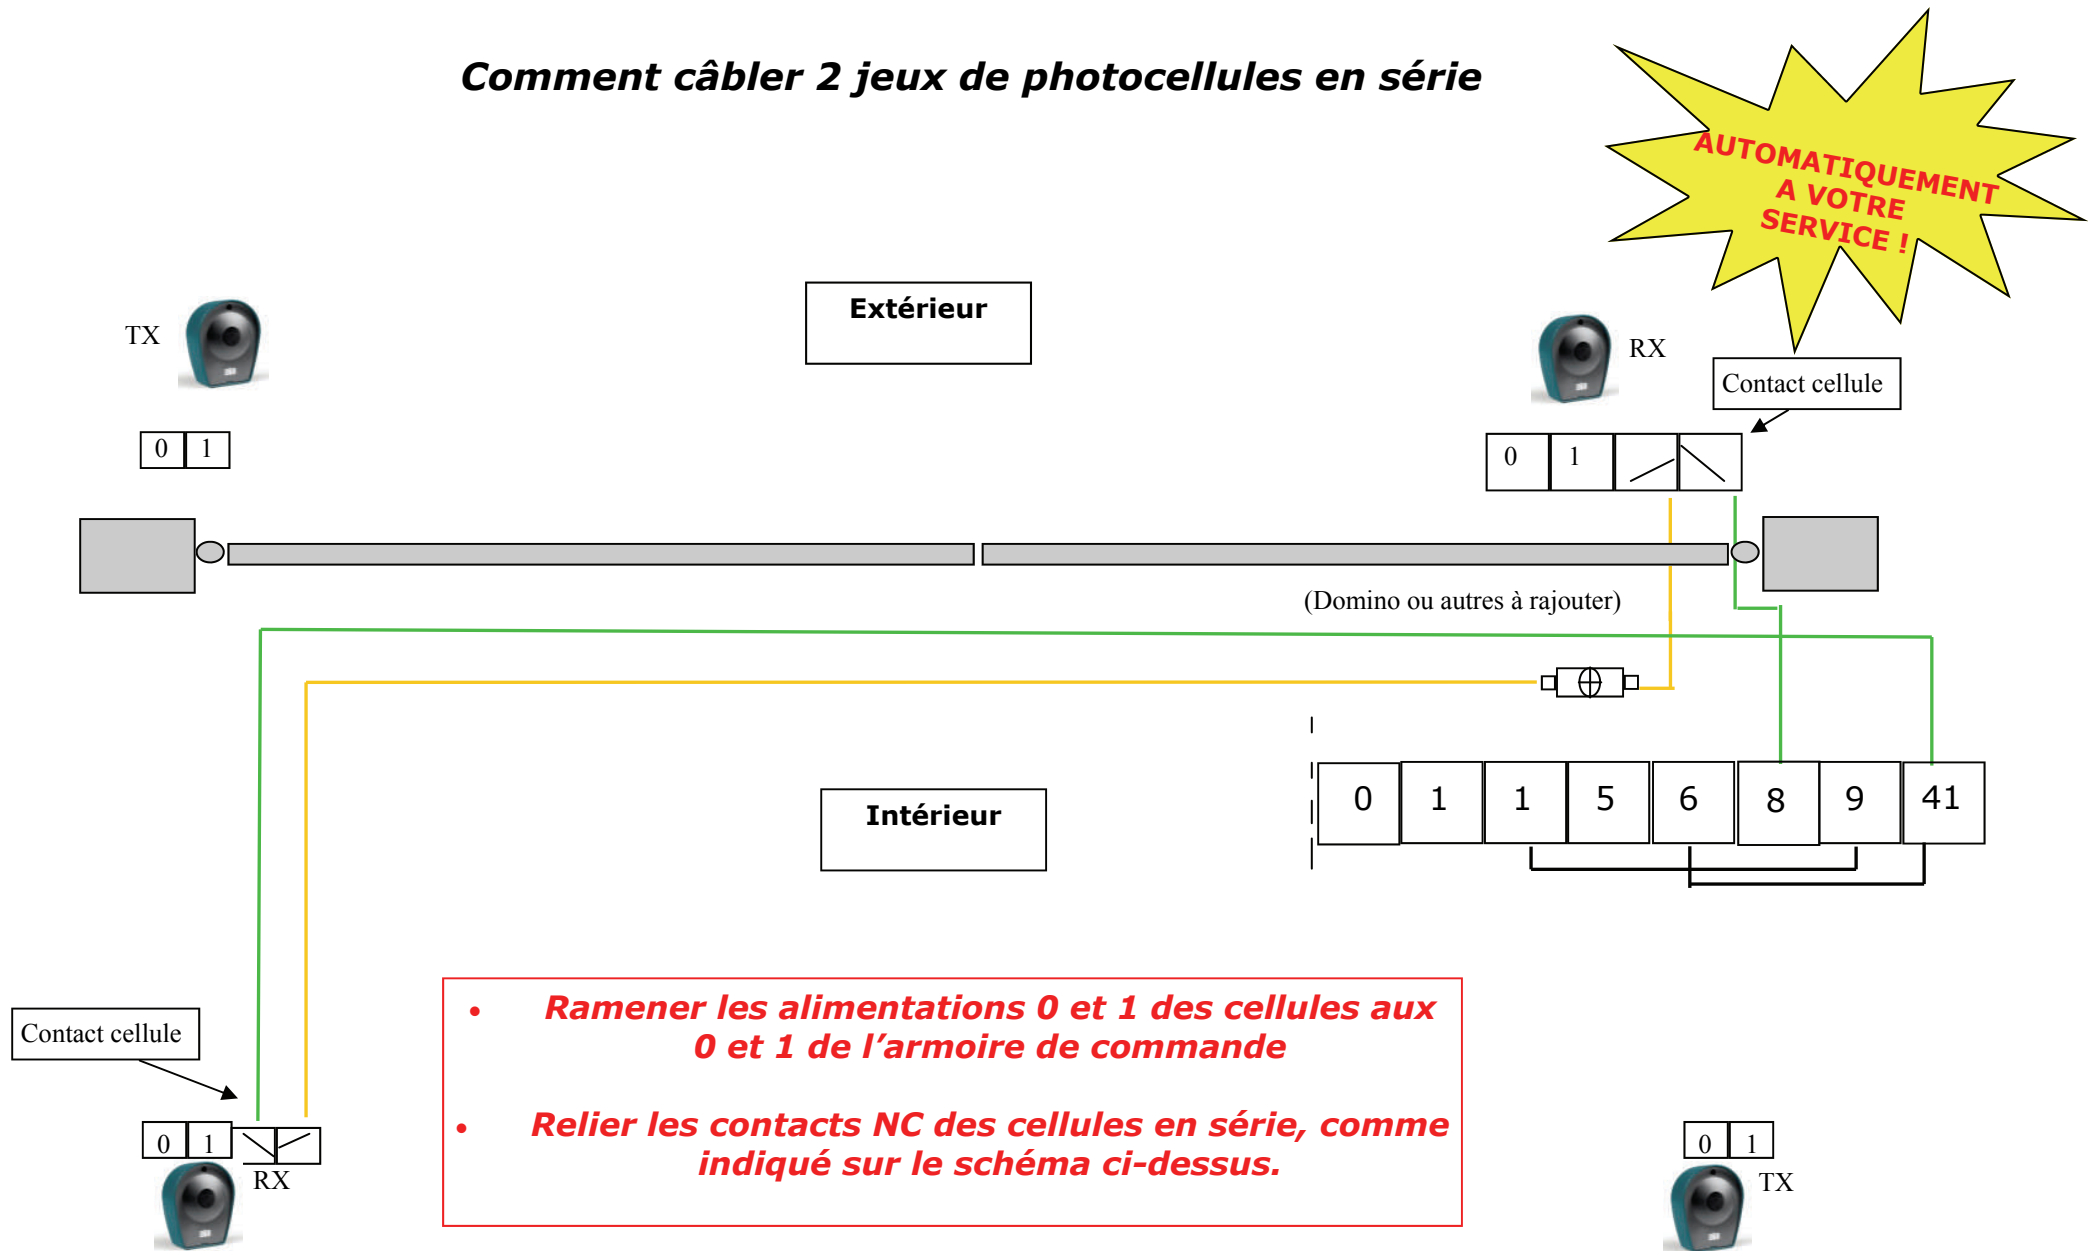 Comment câbler 2 jeux de photocellules en série
AUTOMATIQUEMENT
A VOTRE
SERVICE !
Extérieur
TX
RX
Contact cellule
0 1
0 1
(Domino ou autres à rajouter)
0 1 1 5 6 8 9 41
Intérieur
• Ramener les alimentations 0 et 1 des cellules aux
0 et 1 de l’armoire de commande
• Relier les contacts NC des cellules en série, comme
indiqué sur le schéma ci-dessus.
Contact cellule
0 1
RX
0 1
TX